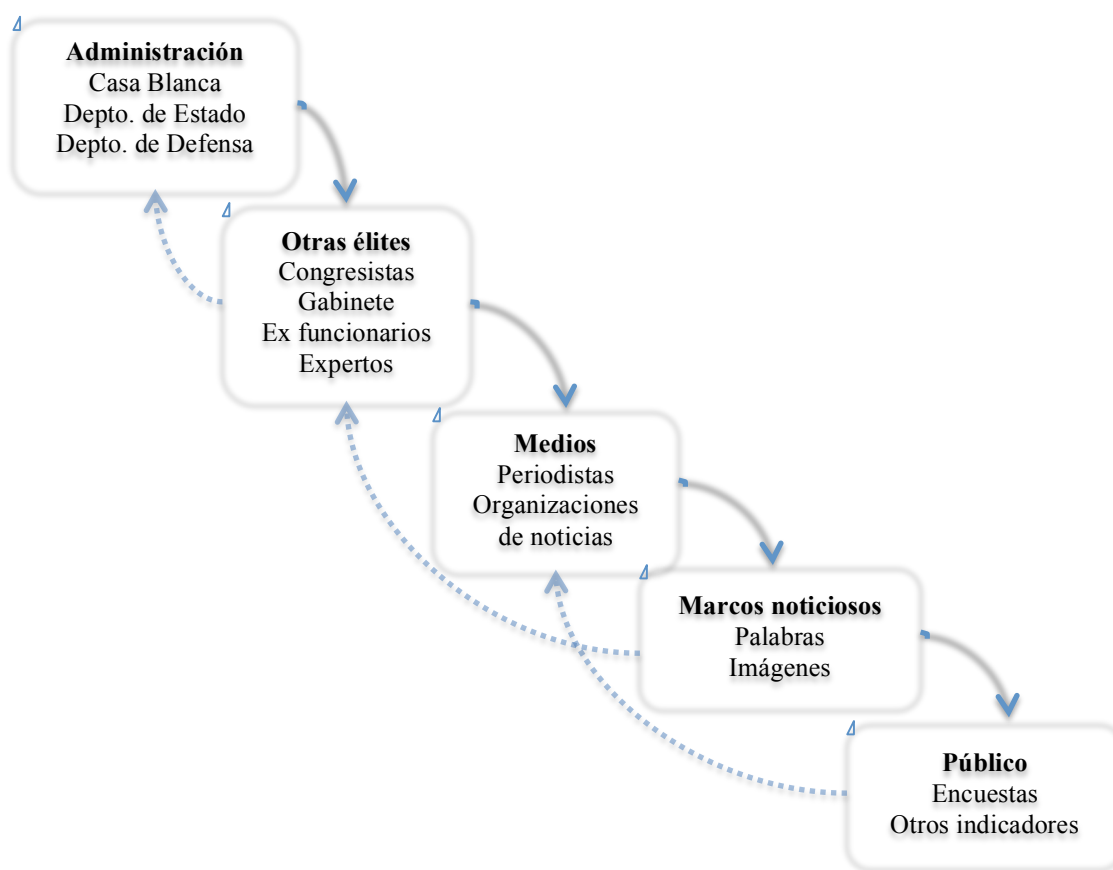 Administración
Casa Blanca
Depto. de Estado
Depto. de Defensa
Otras élites
Congresistas
Gabinete
Ex funcionarios
Expertos
Medios
Periodistas
Organizaciones
de noticias
Marcos noticiosos
Palabras
Imágenes
Público
Encuestas
Otros indicadores